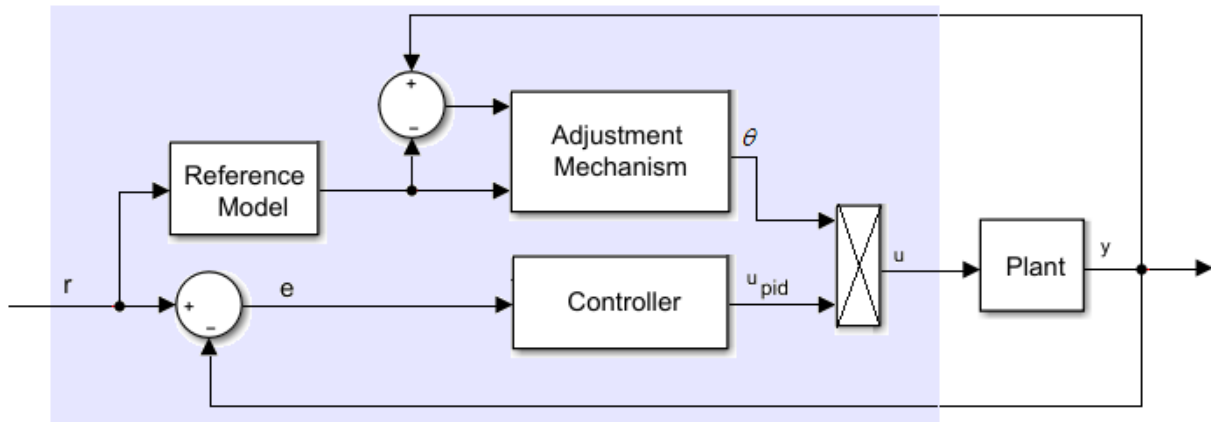 +
−
Adjustment
Mechanism
θ
Reference
Model
r
+
−
e
Controller
u pid
u
Plant
y